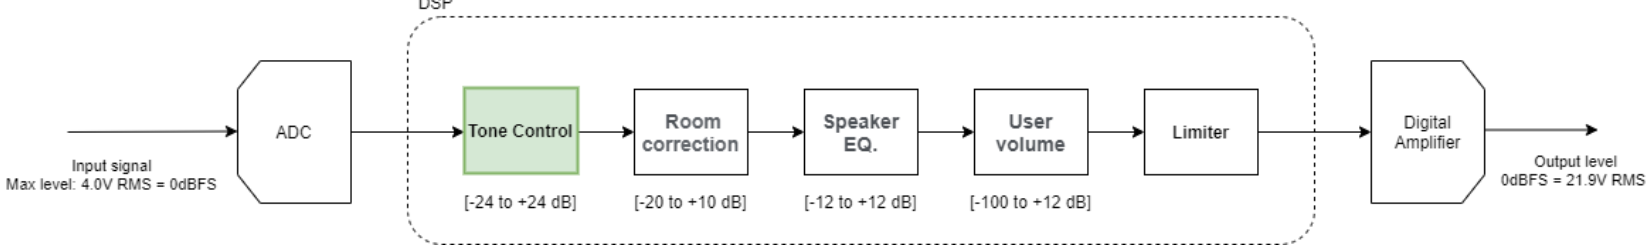 DSP
Input signal
Max level: 4.0V RMS = 0dBFS
ADC
Tone Control
[-24 to +24 dB]
Room
correction
[-20 to +10 dB]
Speaker
EQ.
[-12 to +12 dB]
User
volume
[-100 to +12 dB]
Limiter
Digital
Amplifier
Output level
0dBFS = 21.9V RMS